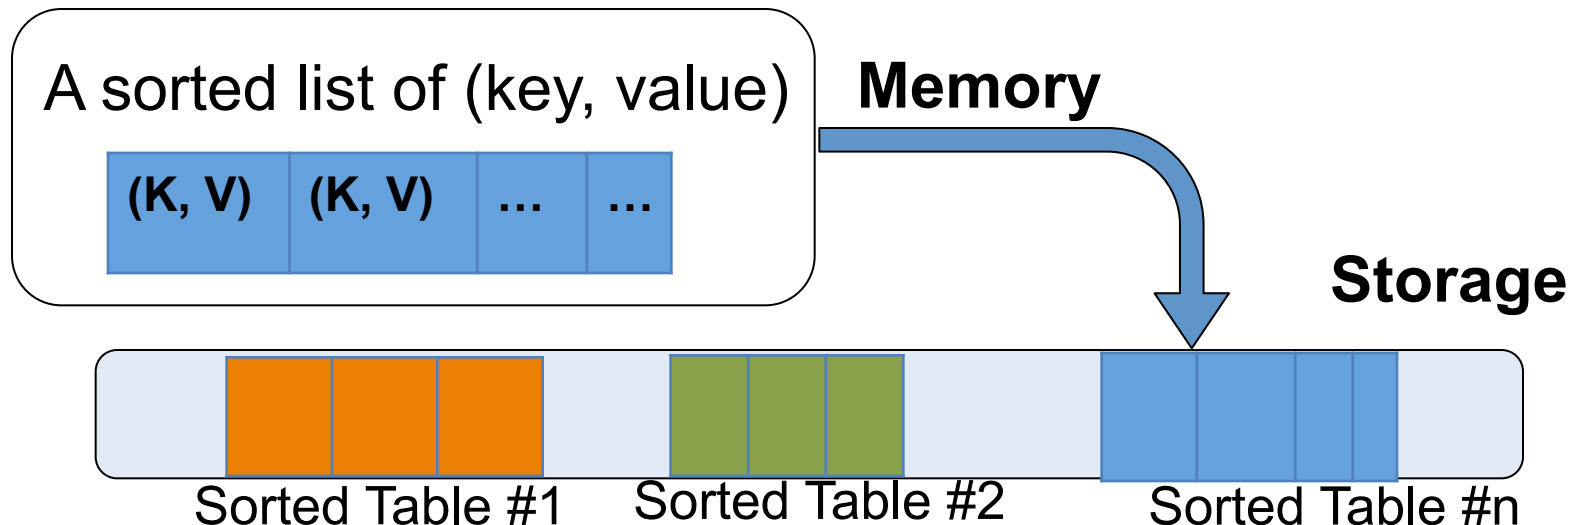 A sorted list of (key, value)
Memory
(K, V) (K, V) ... ...
Storage
Sorted Table #1 Sorted Table #2 Sorted Table #n